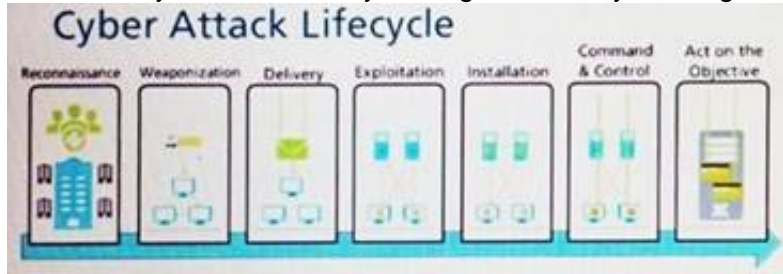 Cyber Attack Lifecycle
Reconnaissance
Weaponization
Delivery
Exploitation
Installation
Command
& Control
Act on the
Objective